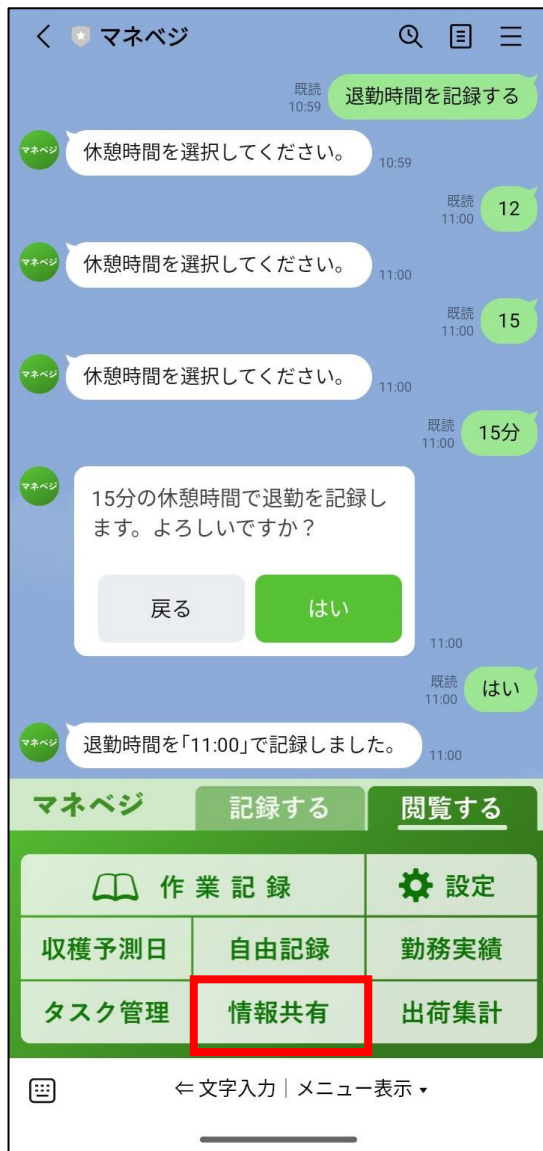 マネベジ
既読
10:59
退勤時間を記録する
マネベジ
休憩時間を選択してください。
10:59
既読
11:00
12
マネベジ
休憩時間を選択してください。
11:00
既読
11:00
15
マネベジ
休憩時間を選択してください。
11:00
既読
11:00
15分
マネベジ
15分の休憩時間で退勤を記録し
ます。よろしいですか？
戻る
はい
11:00
既読
11:00
はい
マネベジ
退勤時間を｢11:00｣で記録しました。
11:00
マネベジ
記録する
閲覧する
作業記録
設定
収穫予測日
自由記録
勤務実績
タスク管理
情報共有
出荷集計
⇐文字入力｜メニュー表示▼